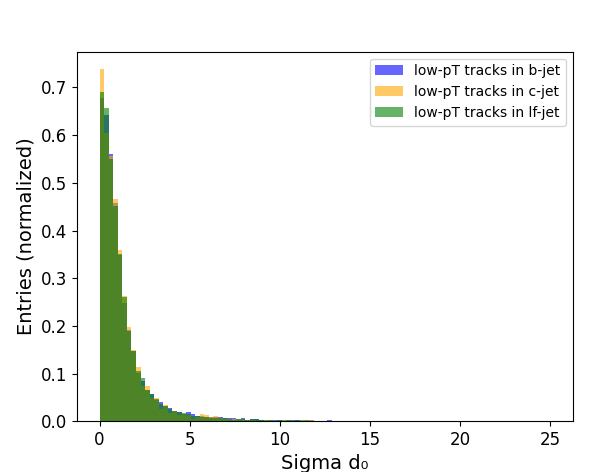 low-pT tracks in b-jet
low-pT tracks in c-jet
low-pT tracks in lf-jet
Entries (normalized)
0.7
0.6
0.5
0.4
0.3
0.2
0.1
0.0
0 5 10 15 20 25
Sigma d₀